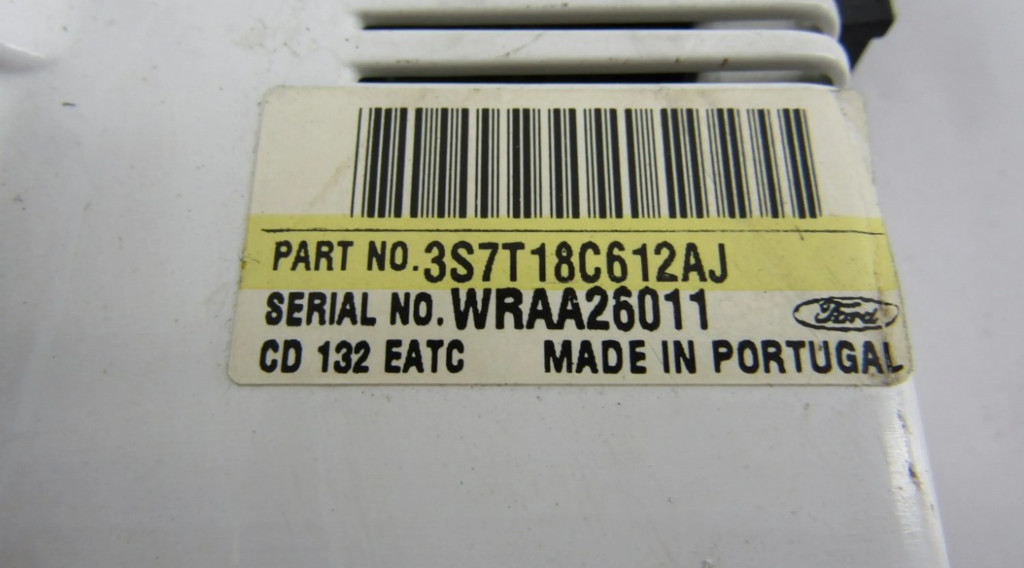 PART NO. 3S7T18C612AJ
SERIAL NO. WRAA26011
Ford
CD 132 EATC MADE IN PORTUGAL